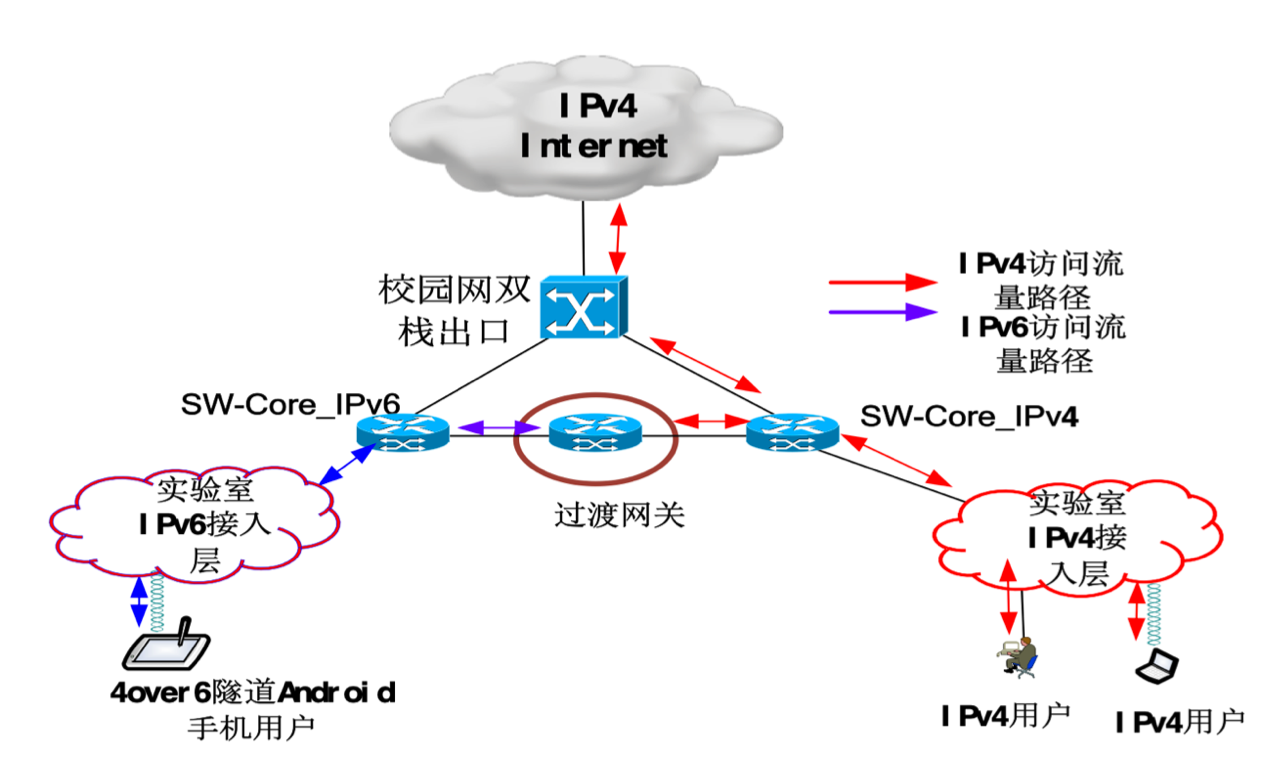 IPv4
Internet
校园网双
栈出口
IPv4访问流
量路径
IPv6访问流
量路径
SW-Core_IPv6
SW-Core_IPv4
过渡网关
实验室
IPv6接入
层
实验室
IPv4接
入层
4over6隧道Android
手机用户
IPv4用户
IPv4用户